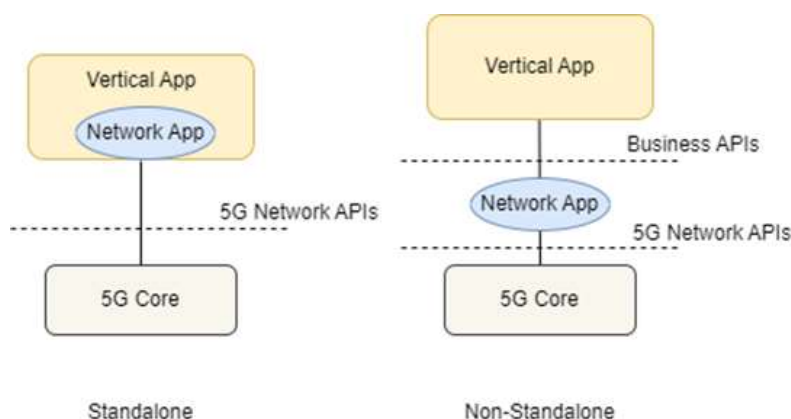 Vertical App
Network App
5G Network APIs
5G Core
Standalone
Vertical App
Business APIs
Network App
5G Network APIs
5G Core
Non-Standalone